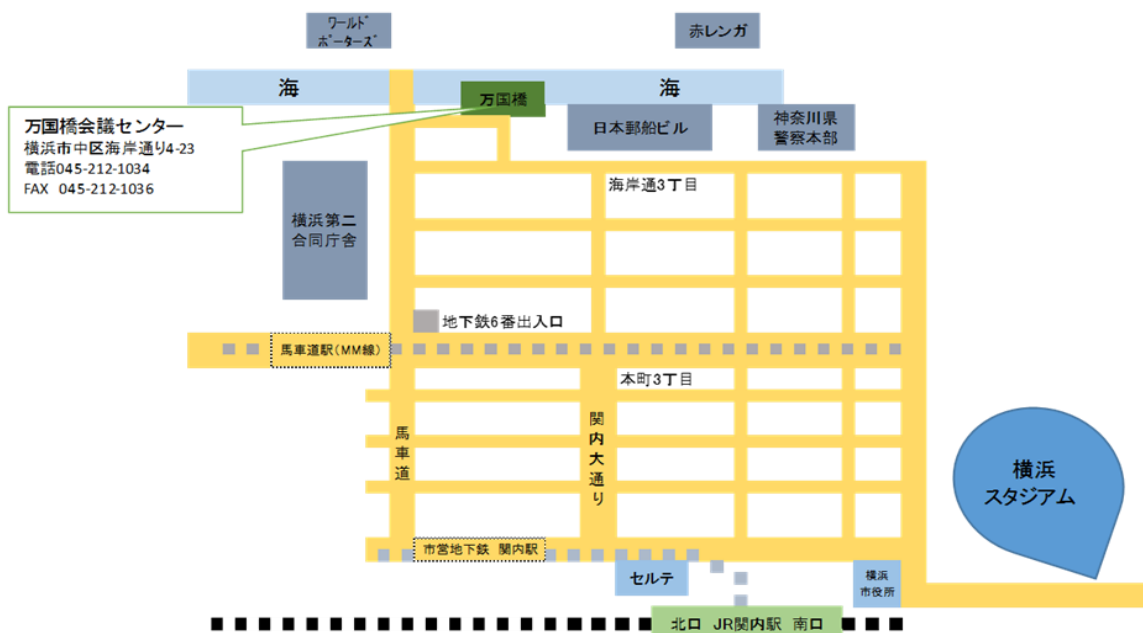 ワールド
ポーターズ
赤レンガ
海
海
万国橋
日本郵船ビル
神奈川県
警察本部
万国橋会議センター
横浜市中区海岸通り4-23
電話045-212-1034
FAX 045-212-1036
横浜第二
合同庁舎
海岸通3丁目
地下鉄6番出入口
馬車道駅(MM線)
本町3丁目
馬車道
関内大通り
横浜
スタジアム
市営地下鉄 関内駅
セルテ
横浜
市役所
北口 JR関内駅 南口